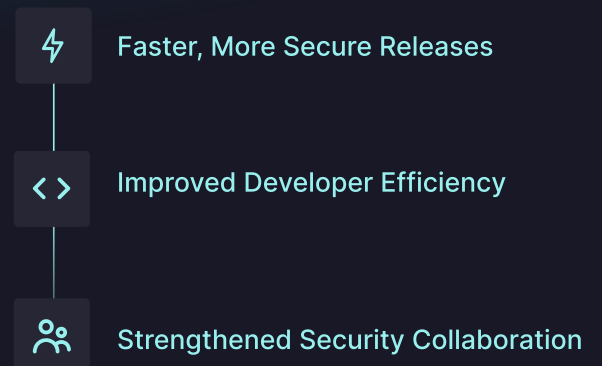 Faster, More Secure Releases
Improved Developer Efficiency
Strengthened Security Collaboration